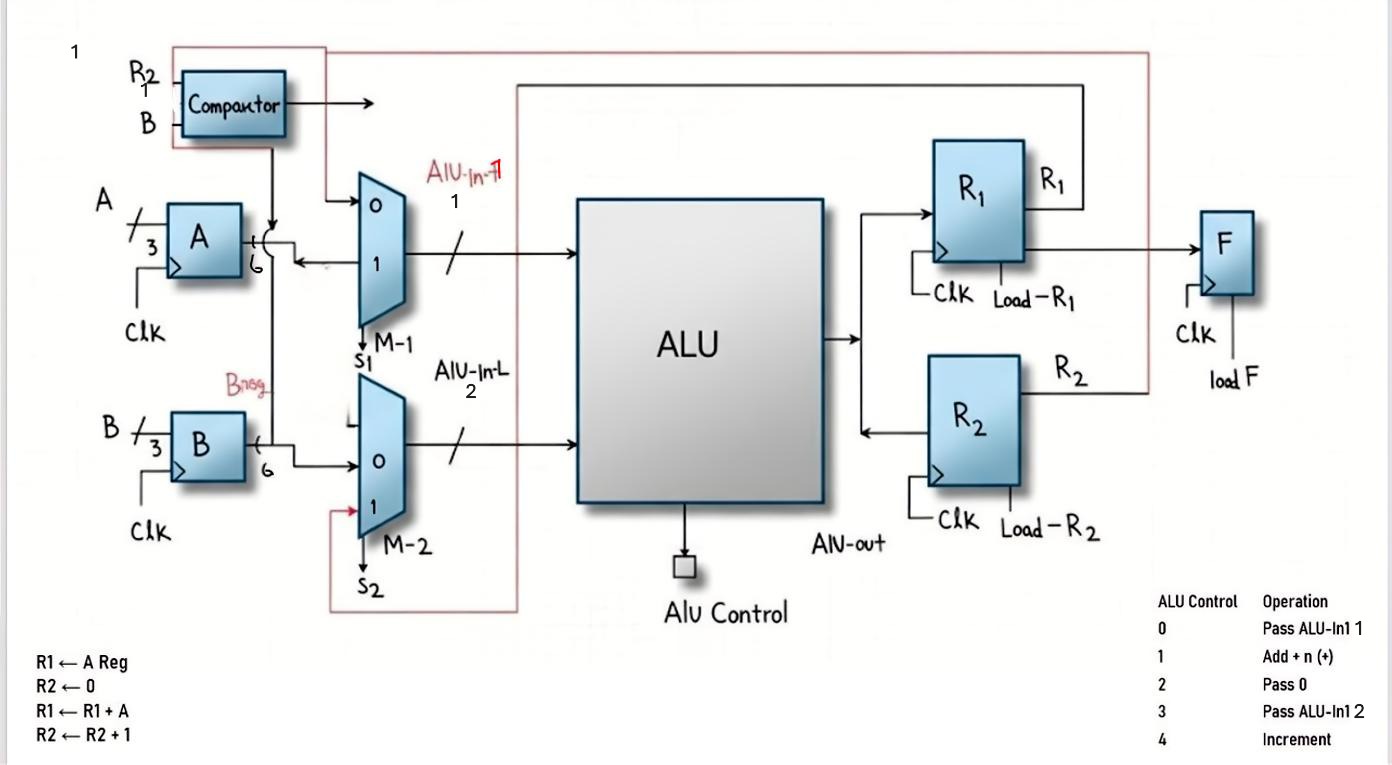 1
R2
1
B
Compaktor
A
3
A
6
Clk
0
1
M-1
S1
AlU-In-1
1
Breg
B
3
B
6
Clk
AlU-In-L
2
0
1
M-2
S2
ALU
Alu Control
AlU-out
R1
R1
Clk
Load-R1
R2
R2
Clk
Load-R2
F
Clk
load F
R1 ← A Reg
R2 ← 0
R1 ← R1 + A
R2 ← R2 + 1
ALU Control Operation
0 Pass ALU-In1 1
1 Add + n (+)
2 Pass 0
3 Pass ALU-In1 2
4 Increment